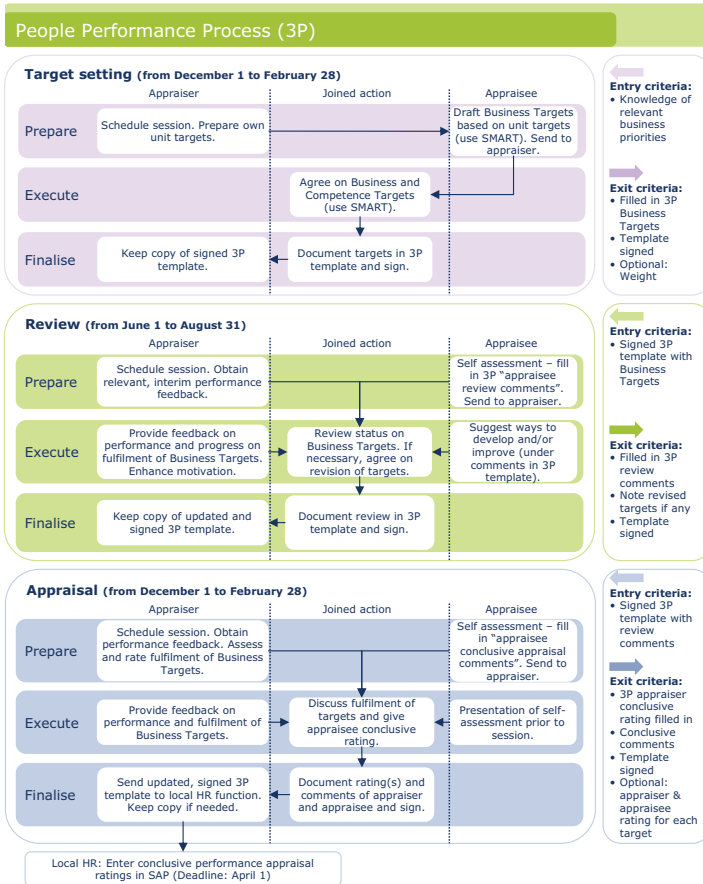 People Performance Process (3P)
Target setting (from December 1 to February 28)
Appraiser
Joined action
Appraisee
Prepare
Schedule session. Prepare own
unit targets.
Draft Business Targets
based on unit targets
(use SMART). Send to
appraiser.
Execute
Agree on Business and
Competence Targets
(use SMART).
Finalise
Keep copy of signed 3P
template.
Document targets in 3P
template and sign.
Entry criteria:
• Knowledge of
relevant
business
priorities
Exit criteria:
• Filled in 3P
Business
Targets
• Template
signed
• Optional:
Weight
Review (from June 1 to August 31)
Appraiser
Joined action
Appraisee
Prepare
Schedule session. Obtain
relevant, interim performance
feedback.
Self assessment – fill
in 3P “appraisee
review comments”.
Send to appraiser.
Execute
Provide feedback on
performance and progress on
fulfilment of Business Targets.
Enhance motivation.
Review status on
Business Targets. If
necessary, agree on
revision of targets.
Suggest ways to
develop and/or
improve (under
comments in 3P
template).
Finalise
Keep copy of updated and
signed 3P template.
Document review in 3P
template and sign.
Entry criteria:
• Signed 3P
template with
Business
Targets
Exit criteria:
• Filled in 3P
review
comments
• Note revised
targets if any
• Template
signed
Appraisal (from December 1 to February 28)
Appraiser
Joined action
Appraisee
Prepare
Schedule session. Obtain
performance feedback. Assess
and rate fulfilment of Business
Targets.
Self assessment – fill
in “appraisee
conclusive appraisal
comments”. Send to
appraiser.
Execute
Provide feedback on
performance and fulfilment of
Business Targets.
Discuss fulfilment of
targets and give
appraisee conclusive
rating.
Presentation of self-
assessment prior to
session.
Finalise
Send updated, signed 3P
template to local HR function.
Keep copy if needed.
Document rating(s) and
comments of appraiser
and appraisee and sign.
Entry criteria:
• Signed 3P
template with
review
comments
Exit criteria:
• 3P appraiser
conclusive
rating filled in
• Conclusive
comments
• Template
signed
• Optional:
appraiser &
appraisee
rating for each
target
Local HR: Enter conclusive performance appraisal
ratings in SAP (Deadline: April 1)